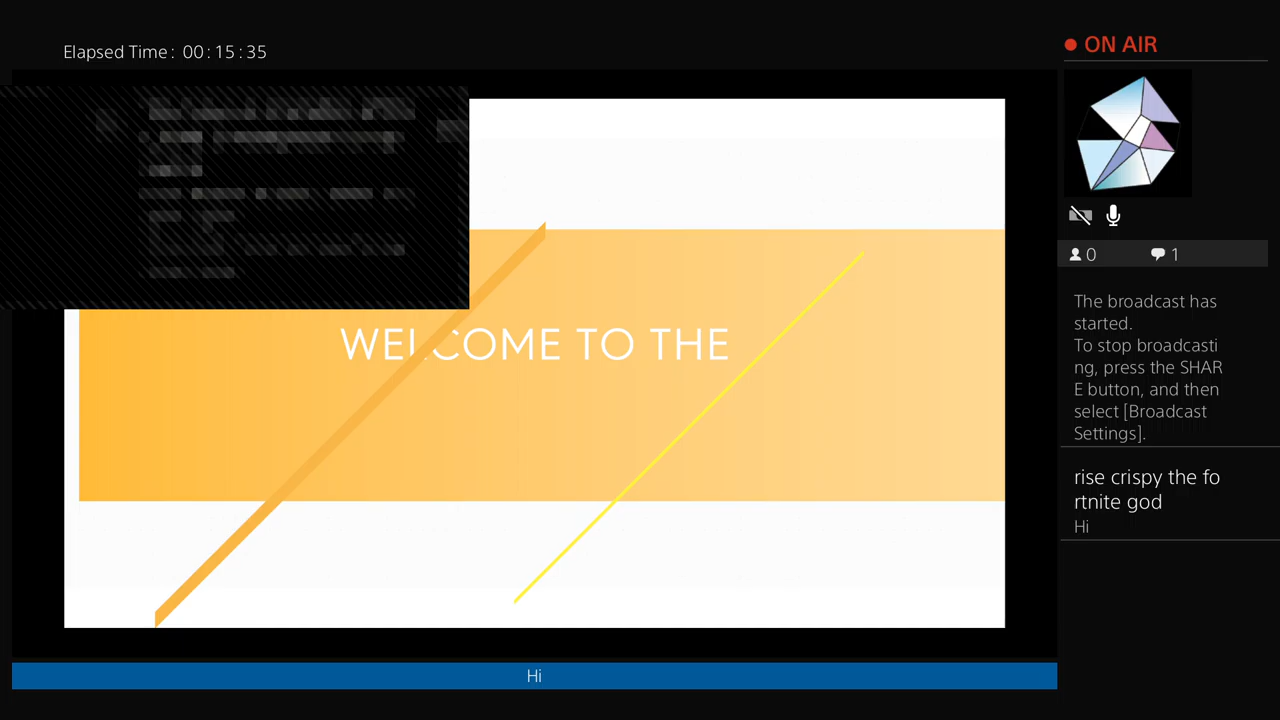 Elapsed Time: 00:15:35
ON AIR
WELCOME TO THE
0
1
The broadcast has
started.
To stop broadcasti
ng, press the SHAR
E button, and then
select [Broadcast
Settings].
rise crispy the fo
rtnite god
Hi
Hi